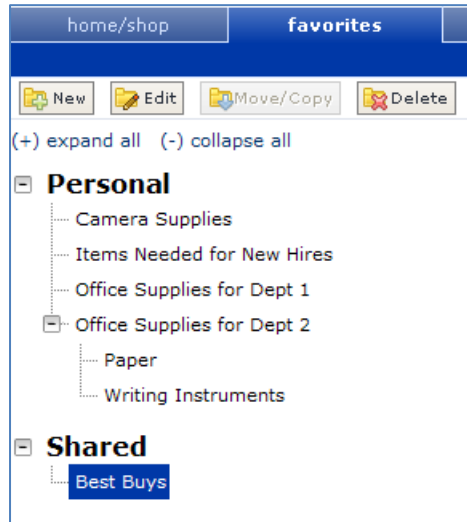 home/shop favorites
New Edit Move/Copy Delete
(+) expand all (-) collapse all
Personal
Camera Supplies
Items Needed for New Hires
Office Supplies for Dept 1
Office Supplies for Dept 2
Paper
Writing Instruments
Shared
Best Buys